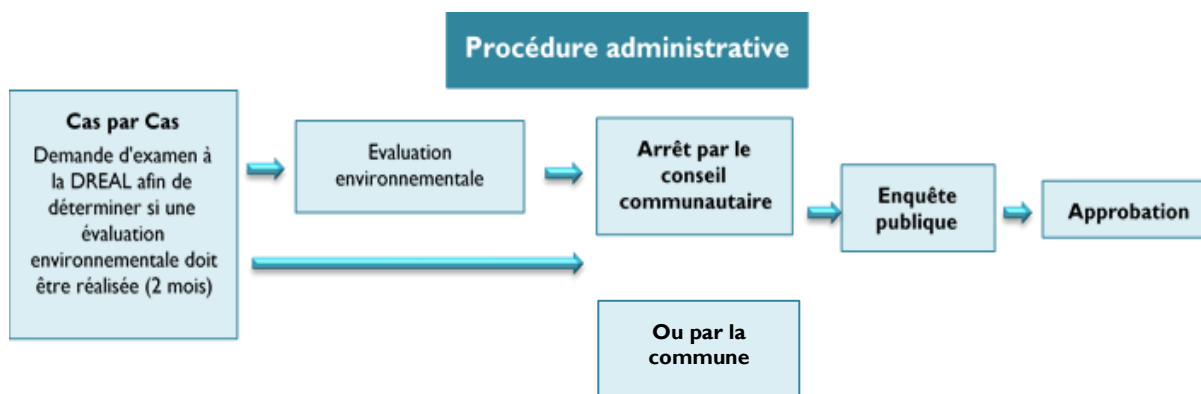 Procédure administrative
Cas par Cas
Demande d'examen à
la DREAL afin de
déterminer si une
évaluation
environnementale doit
être réalisée (2 mois)
Evaluation
environnementale
Arrêt par le
conseil
communautaire
Ou par la
commune
Enquête
publique
Approbation